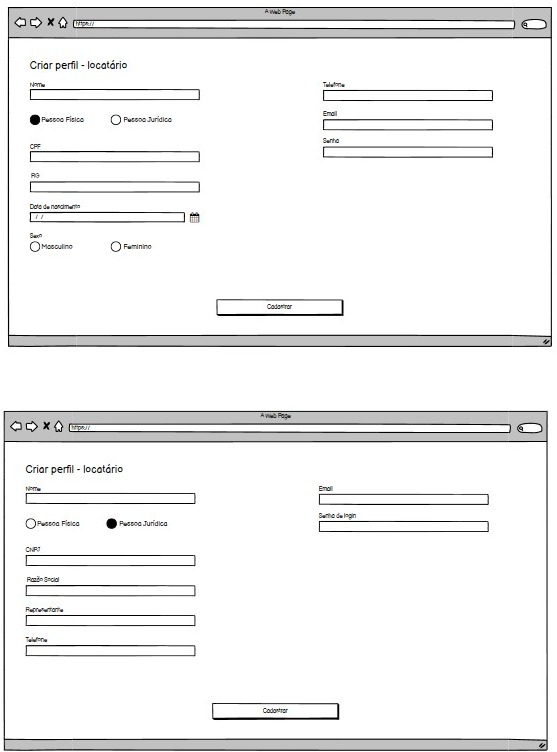 A Web Page
https://
Criar perfil - locatário
Nome
Pessoa Física
Pessoa Jurídica
CPF
RG
Data de nascimento
/ /
Sexo
Masculino
Feminino
Telefone
Email
Senha
Cadastrar
A Web Page
https://
Criar perfil - locatário
Nome
Pessoa Física
Pessoa Jurídica
CNPJ
Razão Social
Representante
Telefone
Email
Senha de login
Cadastrar